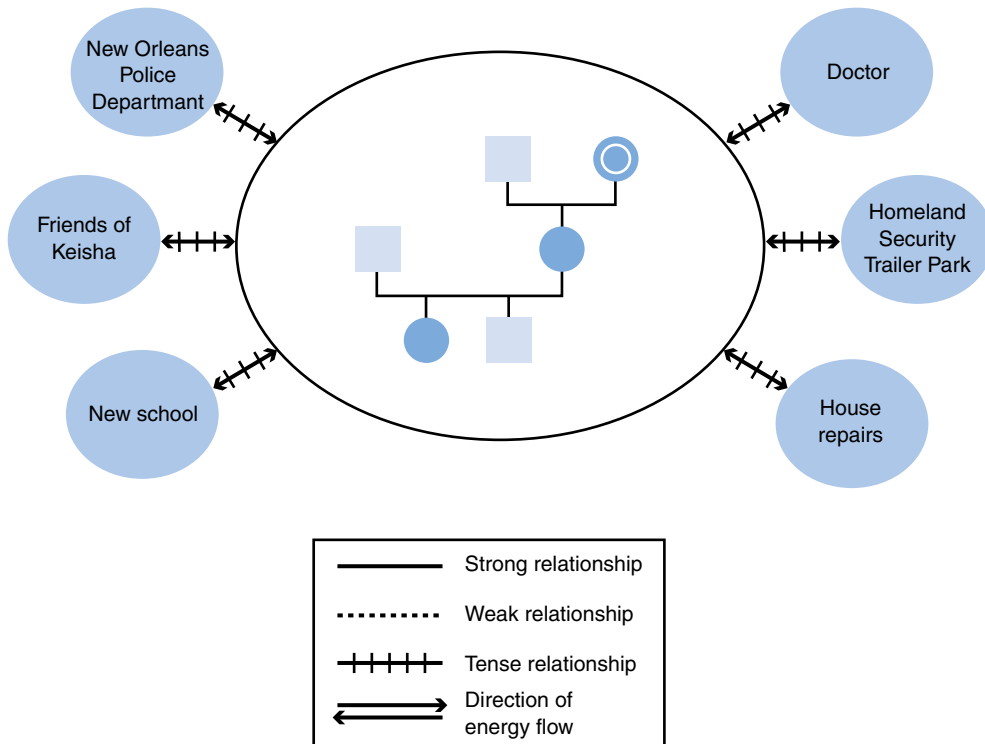 New Orleans
Police
Departmant
Doctor
Friends of
Keisha
Homeland
Security
Trailer Park
New school
House
repairs
Strong relationship
Weak relationship
Tense relationship
Direction of
energy flow